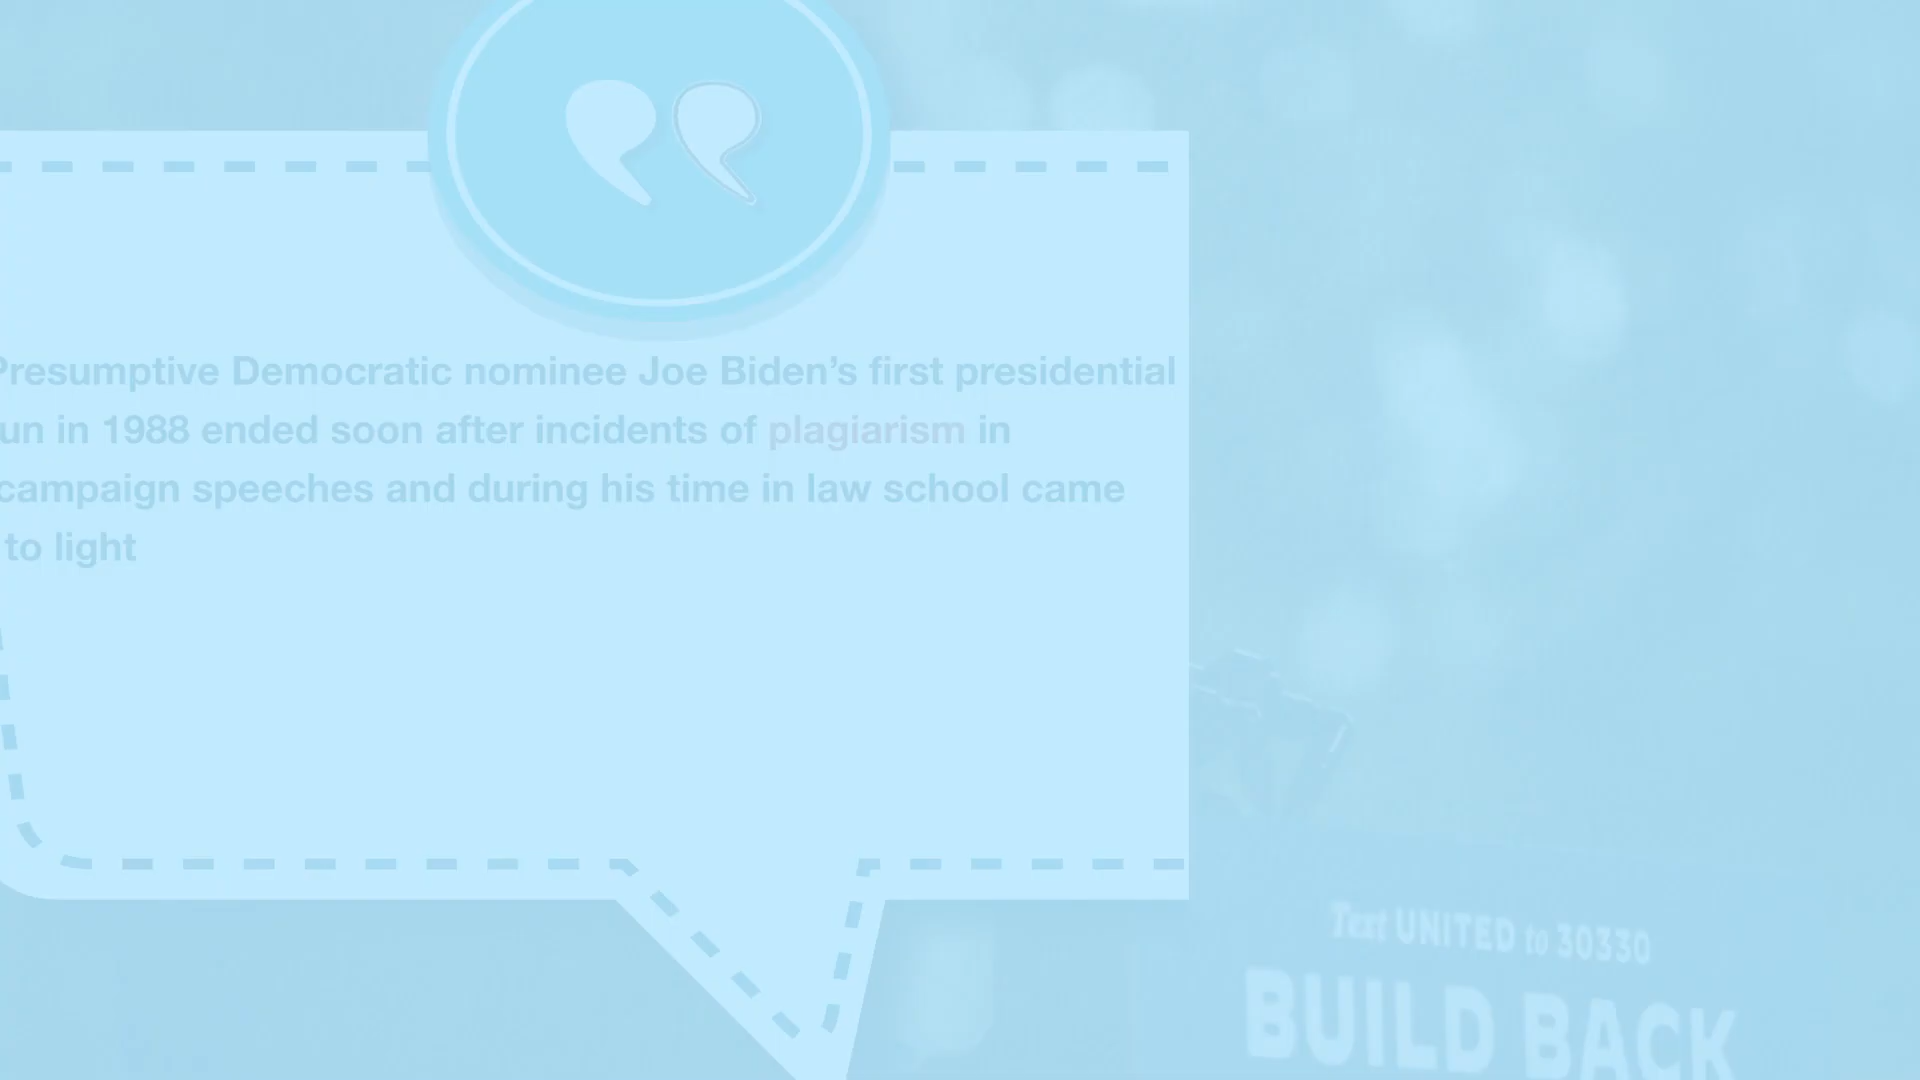 Presumptive Democratic nominee Joe Biden’s first presidential
un in 1988 ended soon after incidents of plagiarism in
campaign speeches and during his time in law school came
to light
Text UNITED to 30330
BUILD BACK